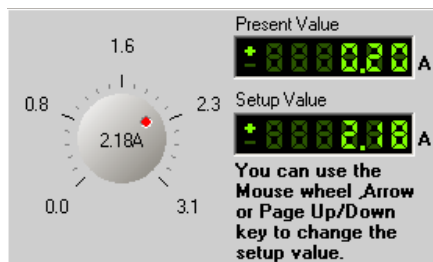 Present Value
1.6
+ 0.20 A
0.8
2.3
Setup Value
2.18A
+ 2.18 A
You can use the
Mouse wheel ,Arrow
or Page Up/Down
key to change the
setup value.
0.0
3.1